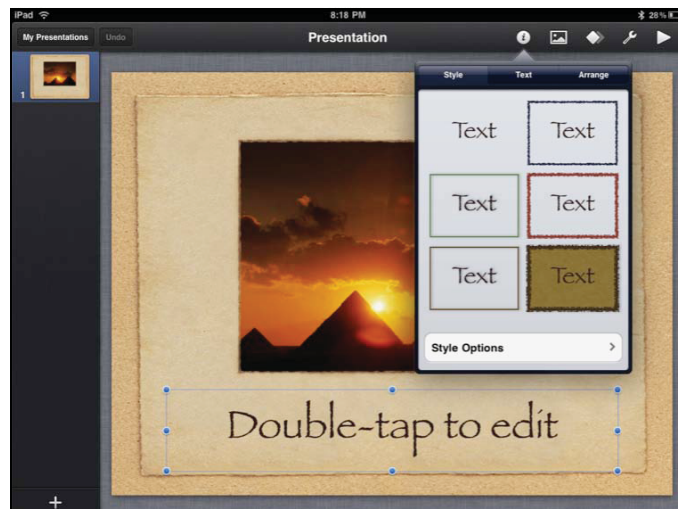 iPad 8:18 PM 28%
My Presentations Undo Presentation
Style Text Arrange
1
Text Text
Text Text
Text Text
Style Options
Double-tap to edit